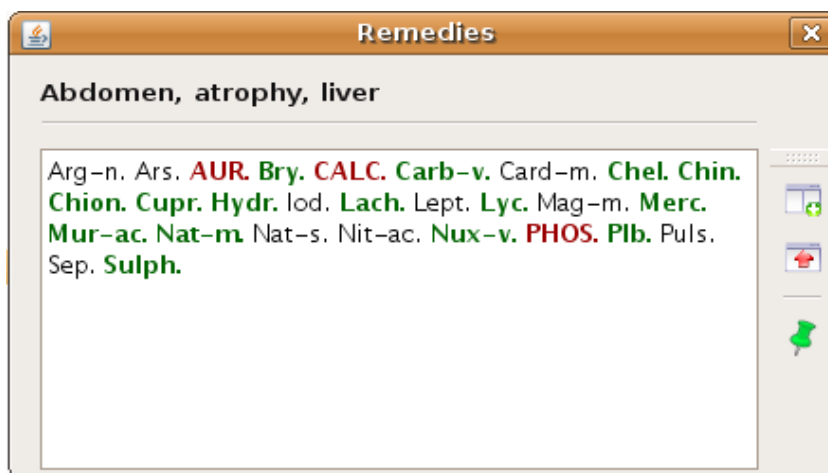 Remedies
Abdomen, atrophy, liver
Arg-n. Ars. AUR. Bry. CALC. Carb-v. Card-m. Chel. Chin.
Chion. Cupr. Hydr. Iod. Lach. Lept. Lyc. Mag-m. Merc.
Mur-ac. Nat-m. Nat-s. Nit-ac. Nux-v. PHOS. Plb. Puls.
Sep. Sulph.